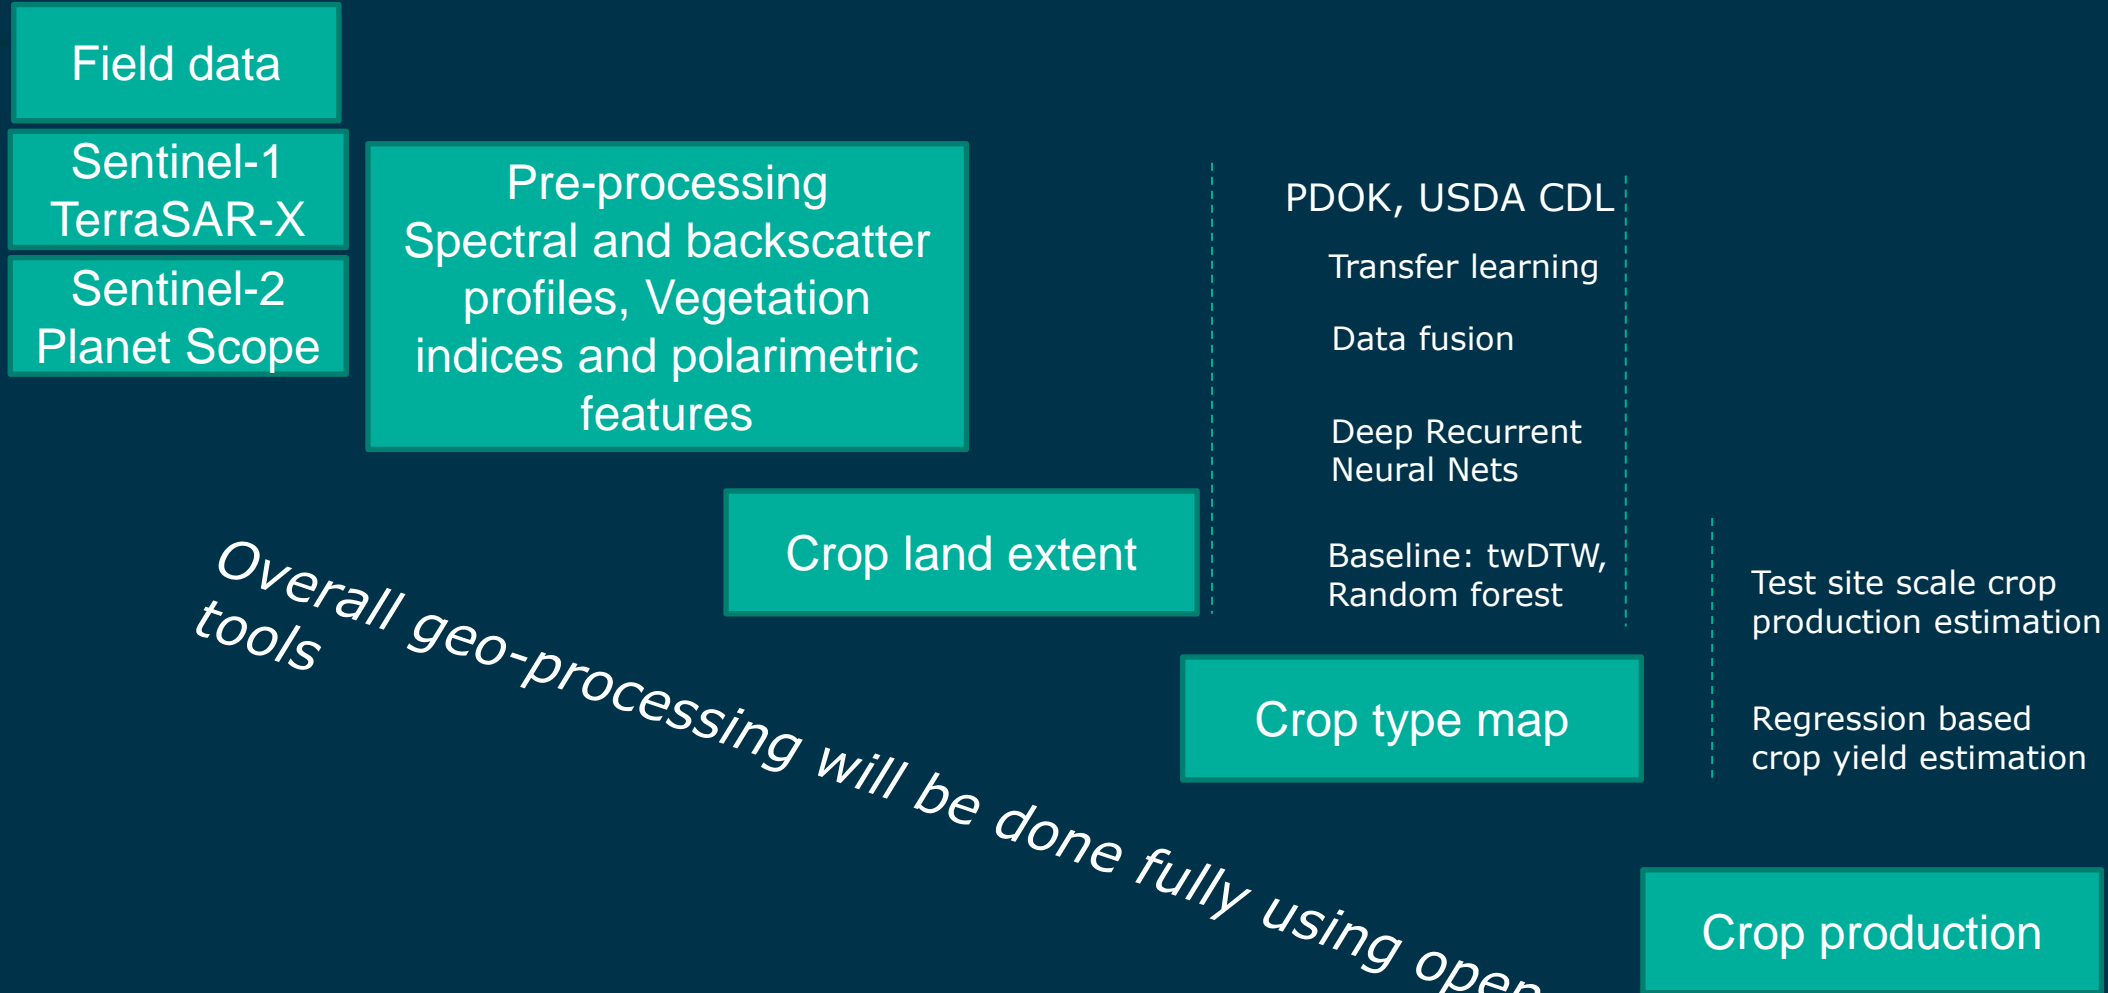 Field data
Sentinel-1
TerraSAR-X
Sentinel-2
Planet Scope
Pre-processing
Spectral and backscatter
profiles, Vegetation
indices and polarimetric
features
Crop land extent
PDOK, USDA CDL
Transfer learning
Data fusion
Deep Recurrent
Neural Nets
Baseline: twDTW,
Random forest
Crop type map
Test site scale crop
production estimation
Regression based
crop yield estimation
Crop production
Overall geo-processing will be done fully using open
tools